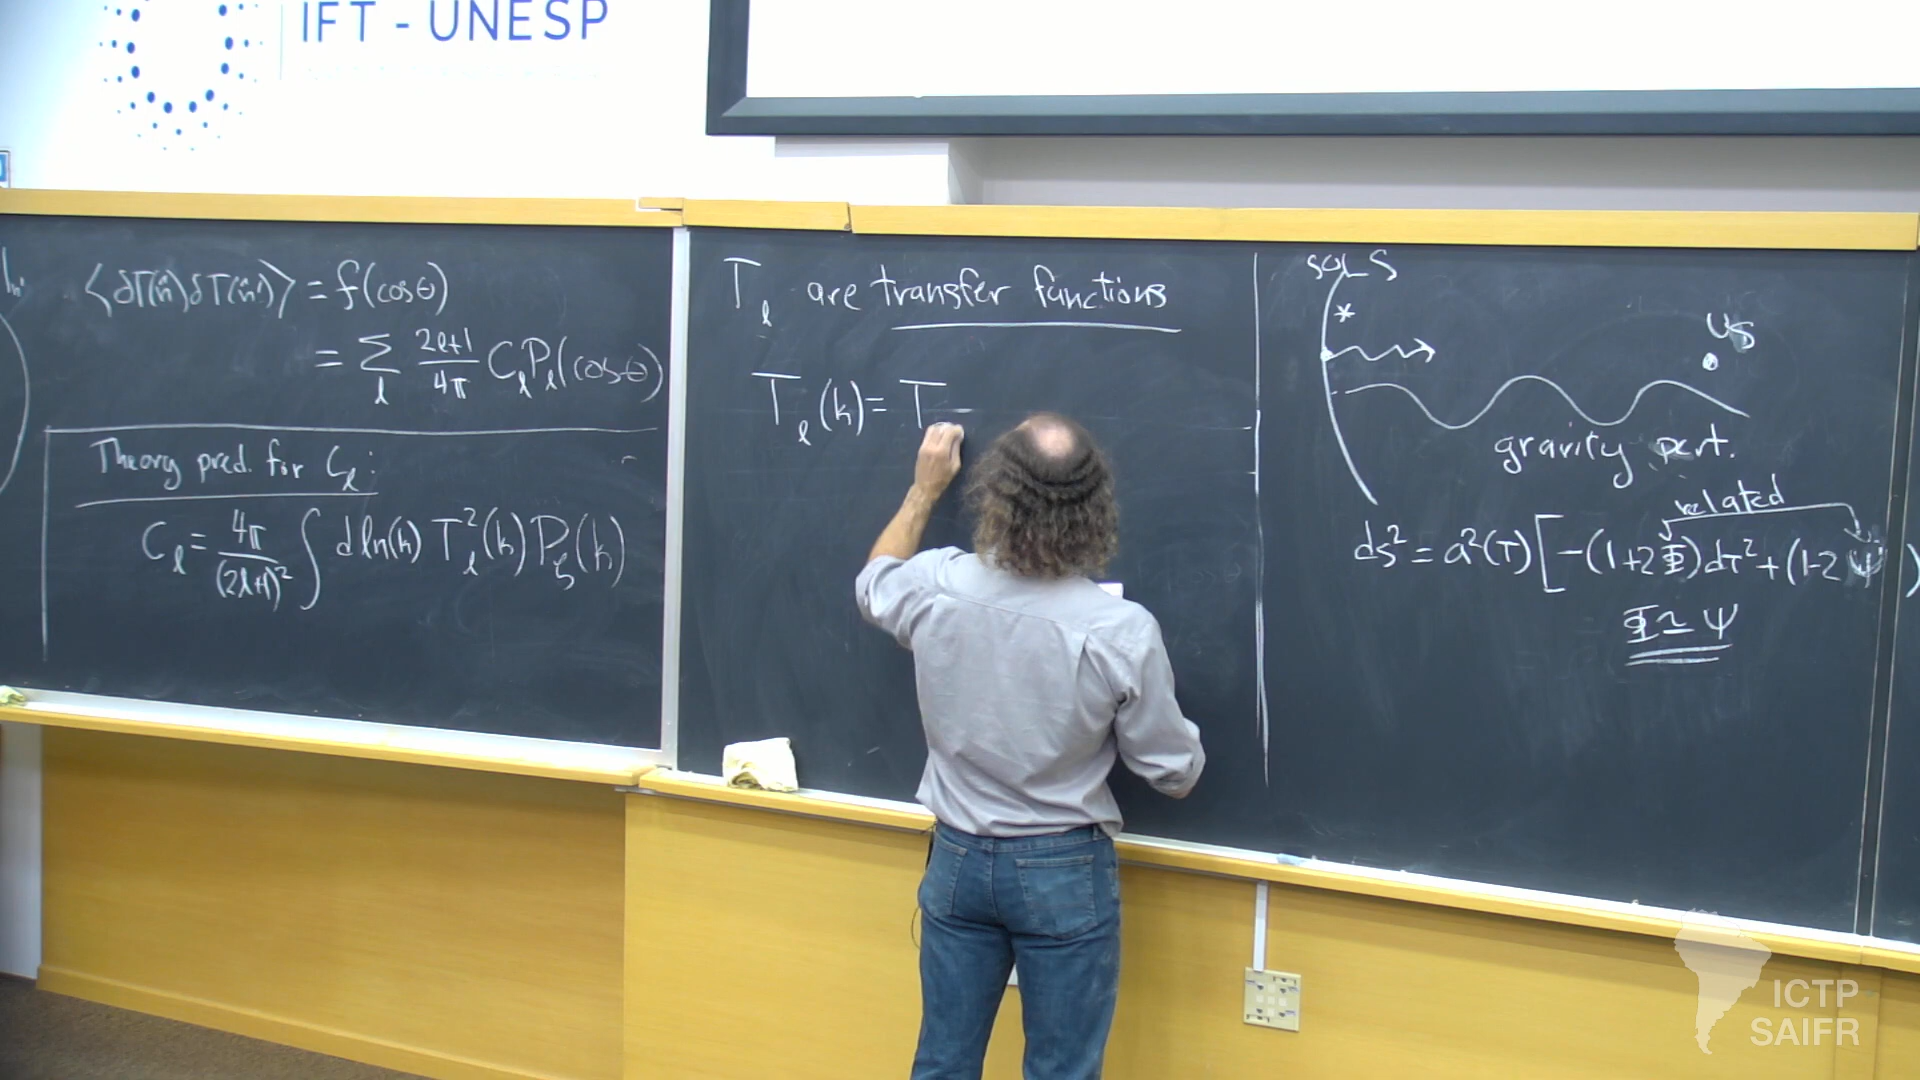 IFT - UNESP
⟨δT(n̂)δT(n̂')⟩ = f(cosθ)
= Σ_l (2l+1)/4π C_l P_l(cosθ)
Theory pred. for C_l:
C_l = 4π/(2l+1)² ∫ dln(k) T_l²(k) P_ζ(k)
T_l are transfer functions
T_l(k) = T
SOLS
*
US
gravity pert.
related
ds² = a²(τ)[-(1+2Φ)dτ²+(1-2Ψ
Φ ≃ Ψ
ICTP
SAIFR